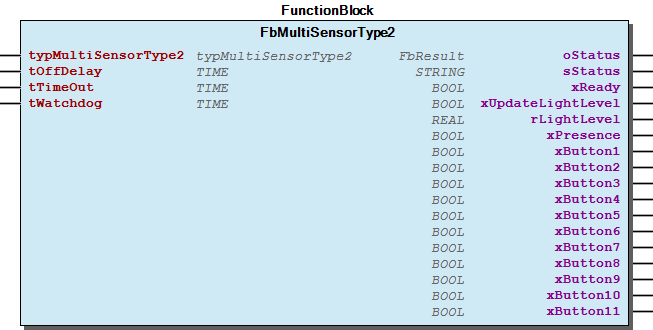 FunctionBlock
FbMultiSensorType2
typMultiSensorType2 typMultiSensorType2 FbResult oStatus
tOffDelay TIME STRING sStatus
tTimeOut TIME BOOL xReady
tWatchdog TIME BOOL xUpdateLightLevel
REAL rLightLevel
BOOL xPresence
BOOL xButton1
BOOL xButton2
BOOL xButton3
BOOL xButton4
BOOL xButton5
BOOL xButton6
BOOL xButton7
BOOL xButton8
BOOL xButton9
BOOL xButton10
BOOL xButton11